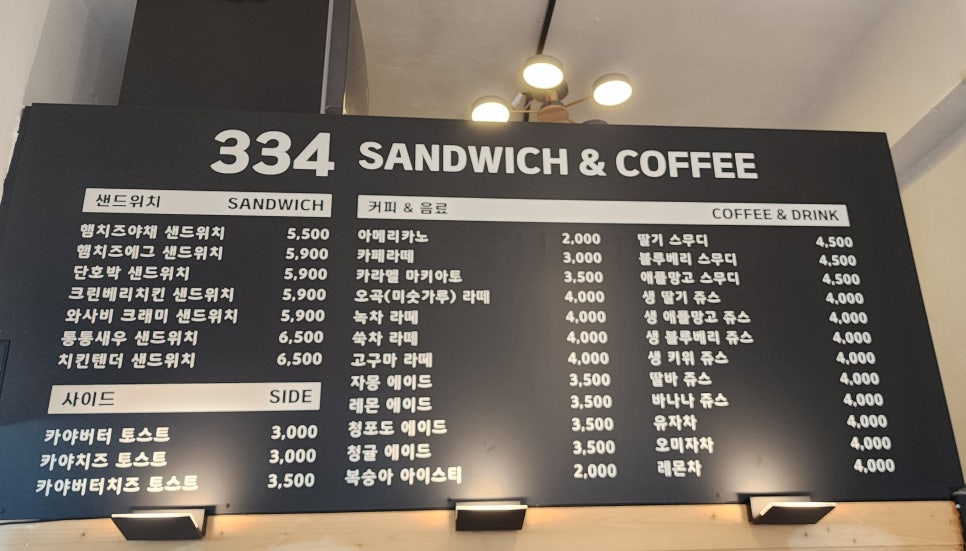 334 SANDWICH & COFFEE
샌드위치 SANDWICH
햄치즈야채 샌드위치 5,500
햄치즈에그 샌드위치 5,900
단호박 샌드위치 5,900
크린베리치킨 샌드위치 5,900
와사비 크래미 샌드위치 5,900
통통새우 샌드위치 6,500
치킨텐더 샌드위치 6,500
사이드 SIDE
카야버터 토스트 3,000
카야치즈 토스트 3,000
카야버터치즈 토스트 3,500
커피 & 음료 COFFEE & DRINK
아메리카노 2,000
카페라떼 3,000
카라멜 마키아토 3,500
오곡(미숫가루) 라떼 4,000
녹차 라떼 4,000
쑥차 라떼 4,000
고구마 라떼 4,000
자몽 에이드 3,500
레몬 에이드 3,500
청포도 에이드 3,500
청귤 에이드 3,500
복숭아 아이스티 2,000
딸기 스무디 4,500
블루베리 스무디 4,500
애플망고 스무디 4,500
생 딸기 쥬스 4,000
생 애플망고 쥬스 4,000
생 블루베리 쥬스 4,000
생 키위 쥬스 4,000
딸바 쥬스 4,000
바나나 쥬스 4,000
유자차 4,000
오미자차 4,000
레몬차 4,000